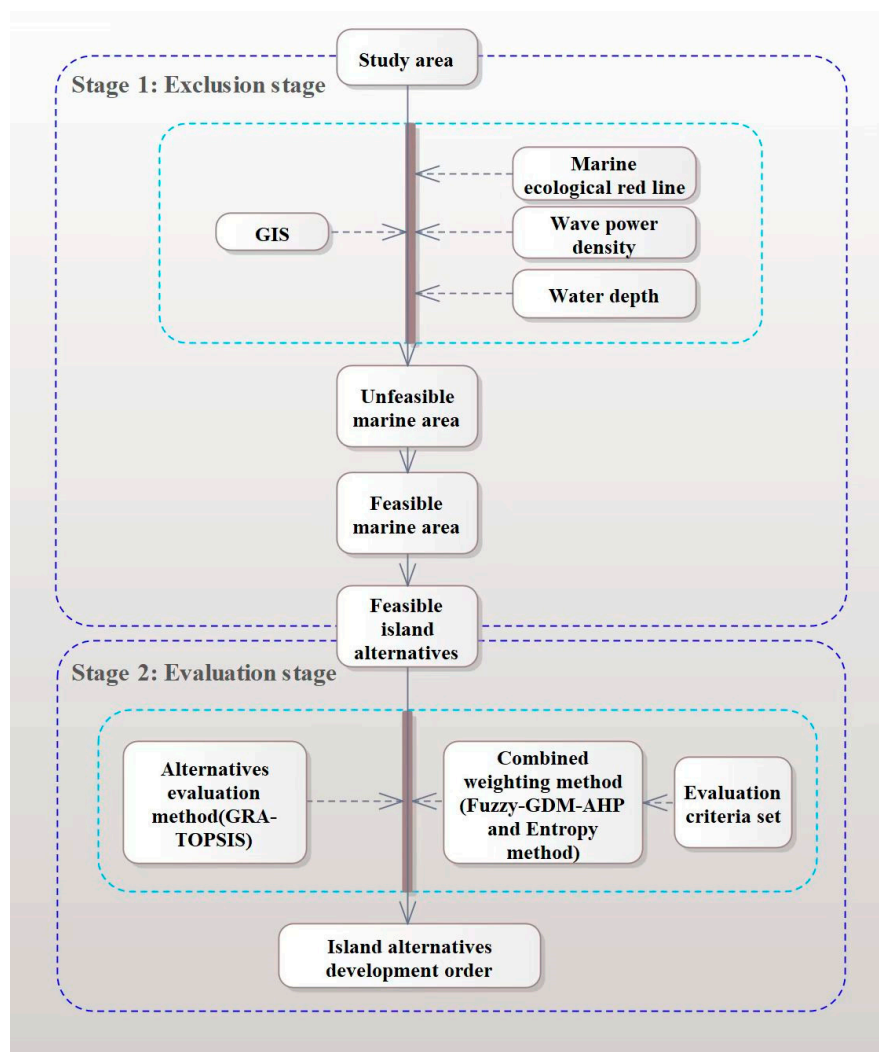 Study area
Stage 1: Exclusion stage
Marine
ecological red line
GIS
Wave power
density
Water depth
Unfeasible
marine area
Feasible
marine area
Feasible
island
alternatives
Stage 2: Evaluation stage
Alternatives
evaluation
method(GRA-
TOPSIS)
Combined
weighting method
(Fuzzy-GDM-AHP
and Entropy
method)
Evaluation
criteria set
Island alternatives
development order